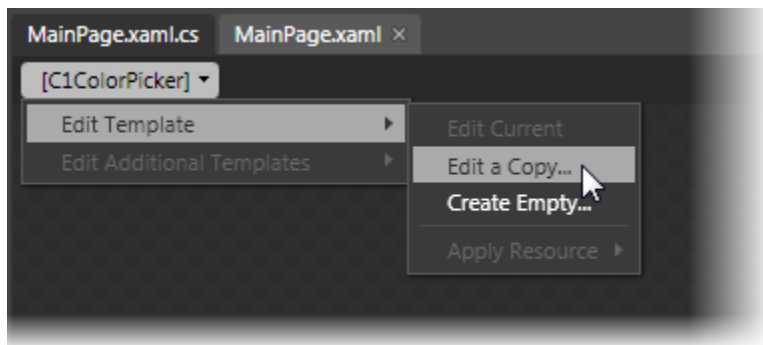 MainPage.xaml.cs MainPage.xaml ×
[C1ColorPicker]
Edit Template
Edit Additional Templates
Edit Current
Edit a Copy...
Create Empty...
Apply Resource